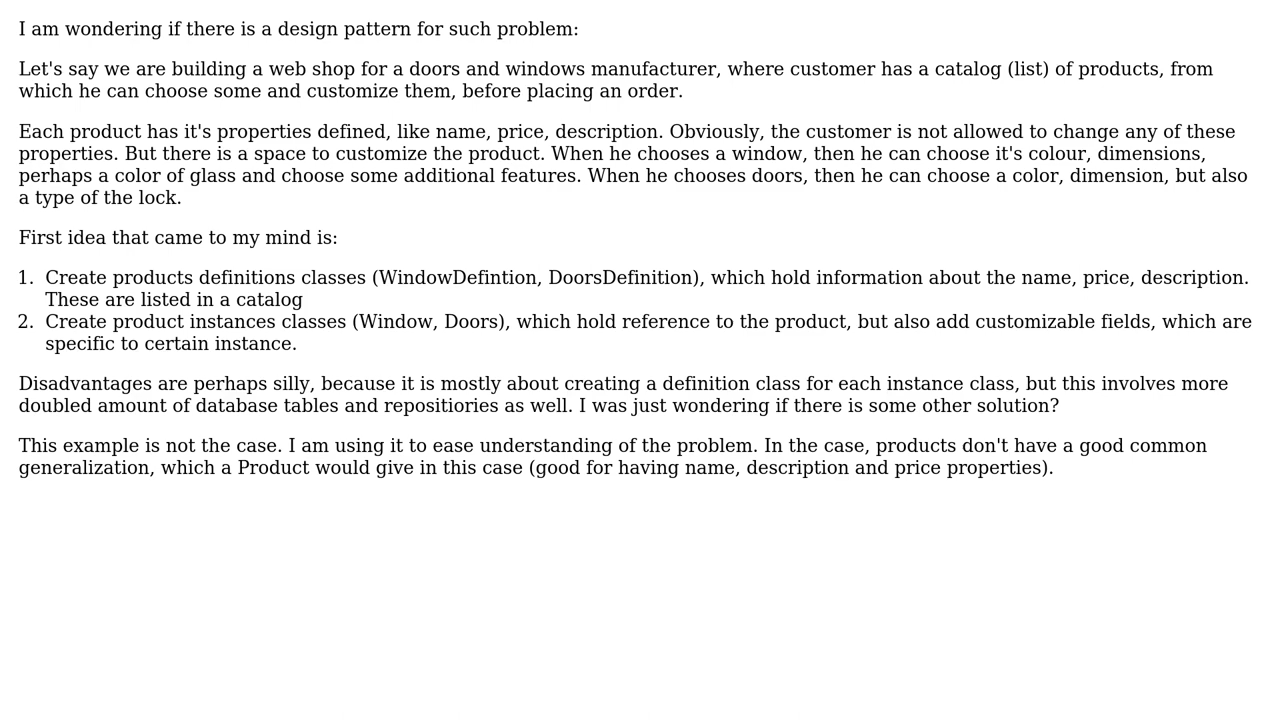 I am wondering if there is a design pattern for such problem:
Let's say we are building a web shop for a doors and windows manufacturer, where customer has a catalog (list) of products, from
which he can choose some and customize them, before placing an order.
Each product has it's properties defined, like name, price, description. Obviously, the customer is not allowed to change any of these
properties. But there is a space to customize the product. When he chooses a window, then he can choose it's colour, dimensions,
perhaps a color of glass and choose some additional features. When he chooses doors, then he can choose a color, dimension, but also
a type of the lock.
First idea that came to my mind is:
1. Create products definitions classes (WindowDefintion, DoorsDefinition), which hold information about the name, price, description.
These are listed in a catalog
2. Create product instances classes (Window, Doors), which hold reference to the product, but also add customizable fields, which are
specific to certain instance.
Disadvantages are perhaps silly, because it is mostly about creating a definition class for each instance class, but this involves more
doubled amount of database tables and repositiories as well. I was just wondering if there is some other solution?
This example is not the case. I am using it to ease understanding of the problem. In the case, products don't have a good common
generalization, which a Product would give in this case (good for having name, description and price properties).